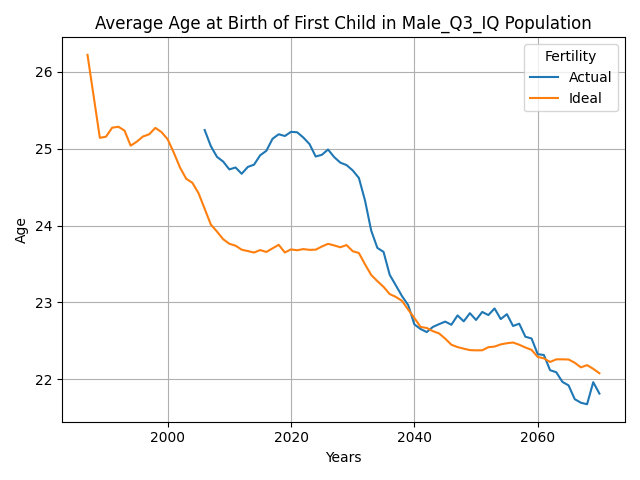 Average Age at Birth of First Child in Male_Q3_IQ Population
Fertility
Actual
Ideal
26
25
24
23
22
Age
2000
2020
2040
2060
Years